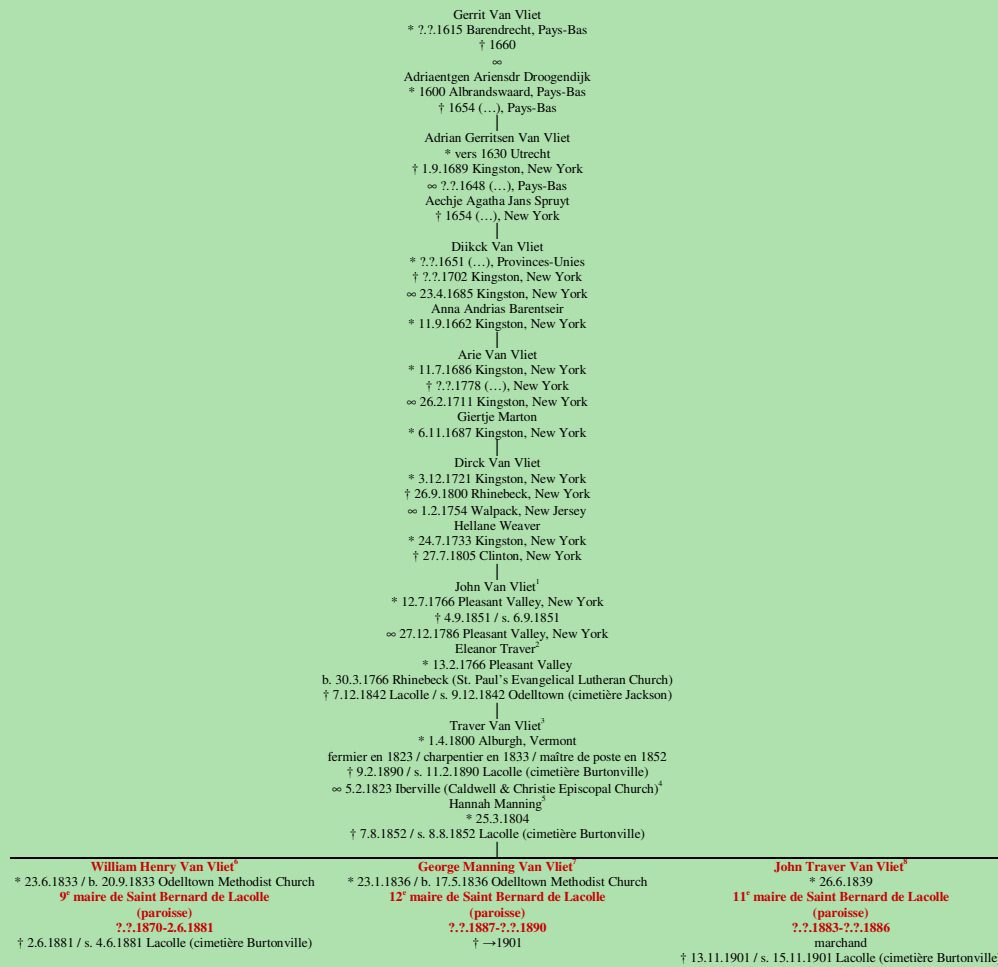 Gerrit Van Vliet
* ?.?.1615 Barendrecht, Pays-Bas
† 1660
∞
Adriaentgen Ariensdr Droogendijk
* 1600 Albrandswaard, Pays-Bas
† 1654 (…), Pays-Bas
Adrian Gerritsen Van Vliet
* vers 1630 Utrecht
† 1.9.1689 Kingston, New York
∞ ?.?.1648 (…), Pays-Bas
Aechje Agatha Jans Spruyt
† 1654 (…), New York
Diikck Van Vliet
* ?.?.1651 (…), Provinces-Unies
† ?.?.1702 Kingston, New York
∞ 23.4.1685 Kingston, New York
Anna Andrias Barentseir
* 11.9.1662 Kingston, New York
Arie Van Vliet
* 11.7.1686 Kingston, New York
† ?.?.1778 (…), New York
∞ 26.2.1711 Kingston, New York
Giertje Marton
* 6.11.1687 Kingston, New York
Dirck Van Vliet
* 3.12.1721 Kingston, New York
† 26.9.1800 Rhinebeck, New York
∞ 1.2.1754 Walpack, New Jersey
Hellane Weaver
* 24.7.1733 Kingston, New York
† 27.7.1805 Clinton, New York
John Van Vliet¹
* 12.7.1766 Pleasant Valley, New York
† 4.9.1851 / s. 6.9.1851
∞ 27.12.1786 Pleasant Valley, New York
Eleanor Traver²
* 13.2.1766 Pleasant Valley
b. 30.3.1766 Rhinebeck (St. Paul's Evangelical Lutheran Church)
† 7.12.1842 Lacolle / s. 9.12.1842 Odelltown (cimetière Jackson)
Traver Van Vliet³
* 1.4.1800 Alburgh, Vermont
fermier en 1823 / charpentier en 1833 / maître de poste en 1852
† 9.2.1890 / s. 11.2.1890 Lacolle (cimetière Burtonville)
∞ 5.2.1823 Iberville (Caldwell & Christie Episcopal Church)⁴
Hannah Manning⁵
* 25.3.1804
† 7.8.1852 / s. 8.8.1852 Lacolle (cimetière Burtonville)
William Henry Van Vliet⁶
* 23.6.1833 / b. 20.9.1833 Odelltown Methodist Church
9ᵉ maire de Saint Bernard de Lacolle
(paroisse)
?.?.1870-2.6.1881
† 2.6.1881 / s. 4.6.1881 Lacolle (cimetière Burtonville)
George Manning Van Vliet⁷
* 23.1.1836 / b. 17.5.1836 Odelltown Methodist Church
12ᵉ maire de Saint Bernard de Lacolle
(paroisse)
?.?.1887-?.?.1890
† →1901
John Traver Van Vliet⁸
* 26.6.1839
11ᵉ maire de Saint Bernard de Lacolle
(paroisse)
?.?.1883-?.?.1886
marchand
† 13.11.1901 / s. 15.11.1901 Lacolle (cimetière Burtonville